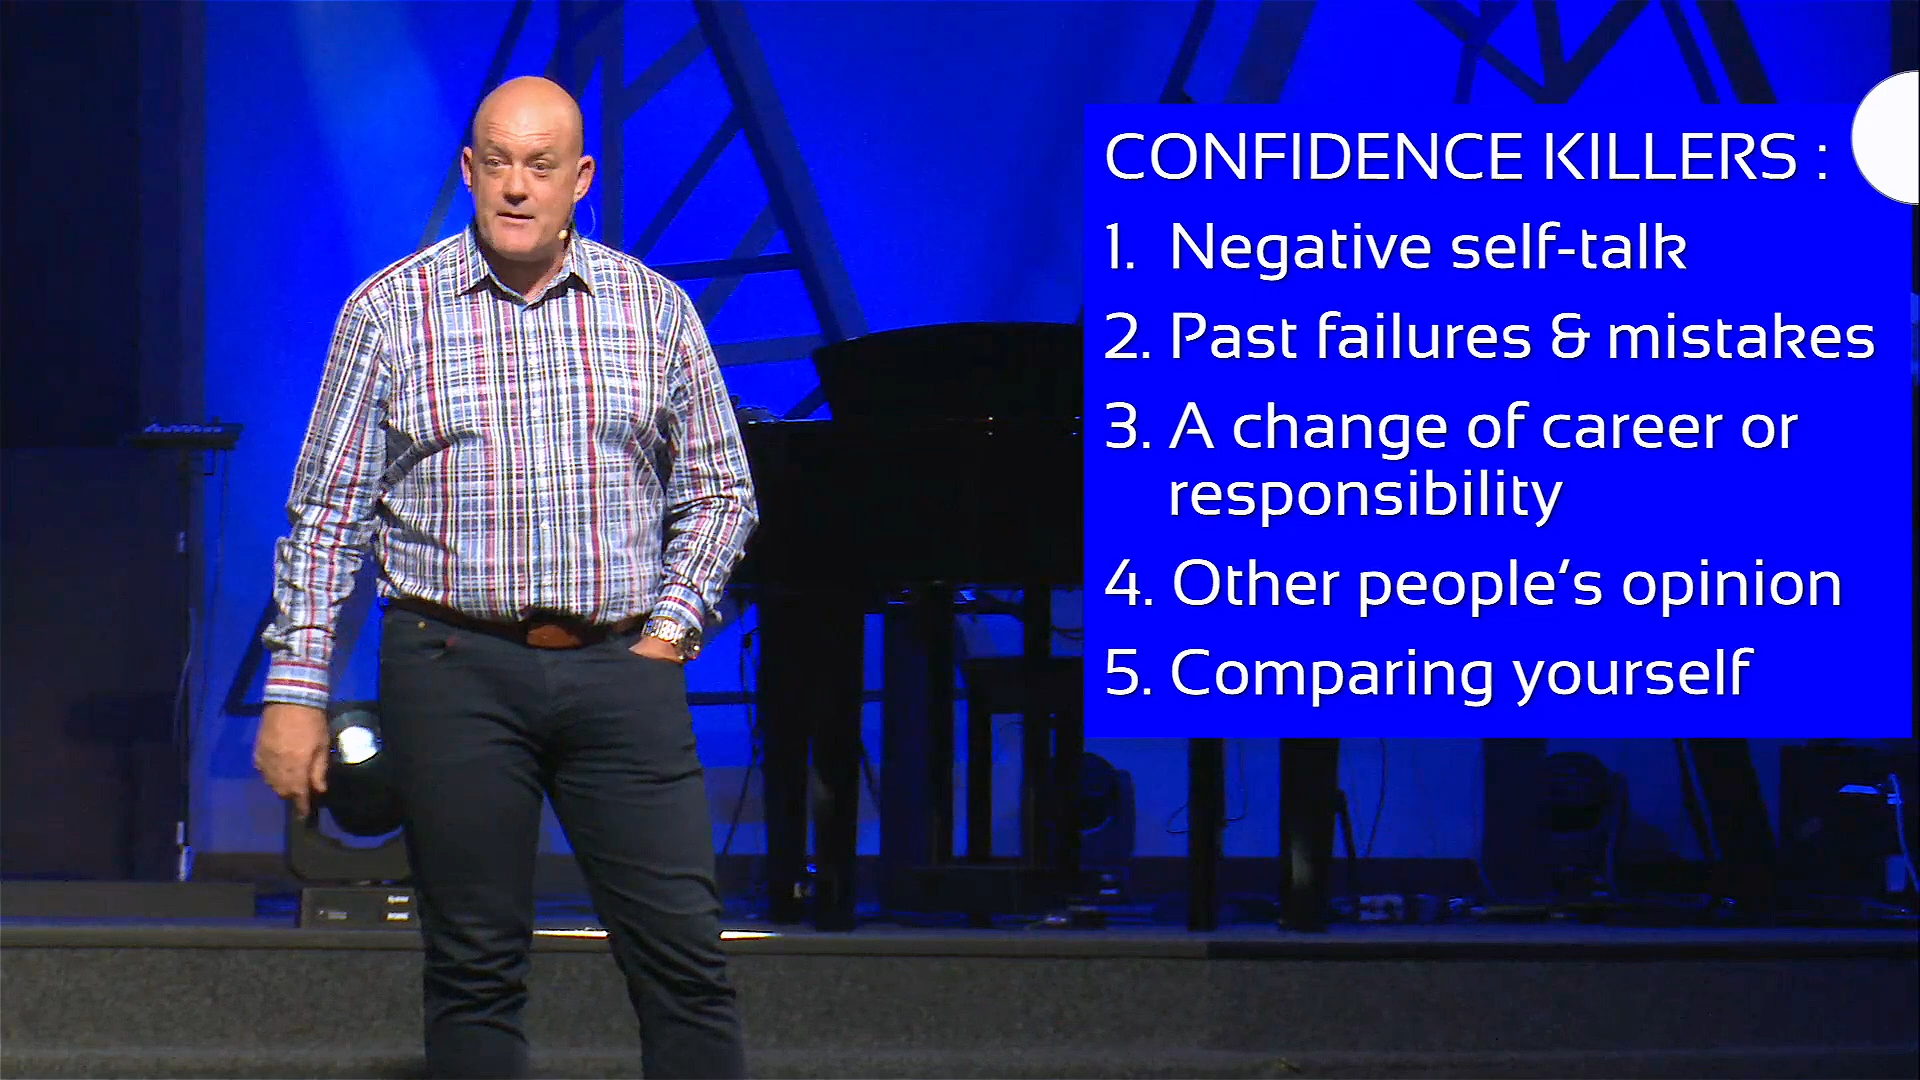 CONFIDENCE KILLERS :
1. Negative self-talk
2. Past failures & mistakes
3. A change of career or
responsibility
4. Other people's opinion
5. Comparing yourself